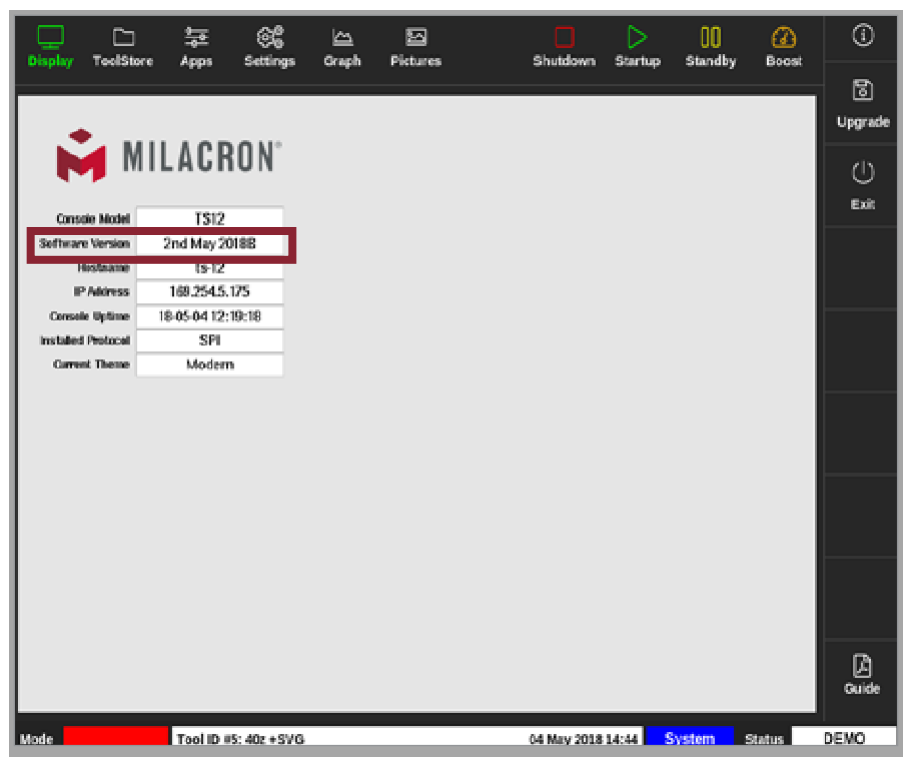 Display ToolStore Apps Settings Graph Pictures Shutdown Startup Standby Boost
Upgrade
Exit
MILACRON
Console Model TS12
Software Version 2nd May 2018B
Hostname ts-12
IP Address 169.254.5.175
Console Uptime 18-05-04 12:19:18
Installed Protocol SPI
Current Theme Modern
Guide
Mode Tool ID #5: 40z +SVG 04 May 2018 14:44 System Status DEMO